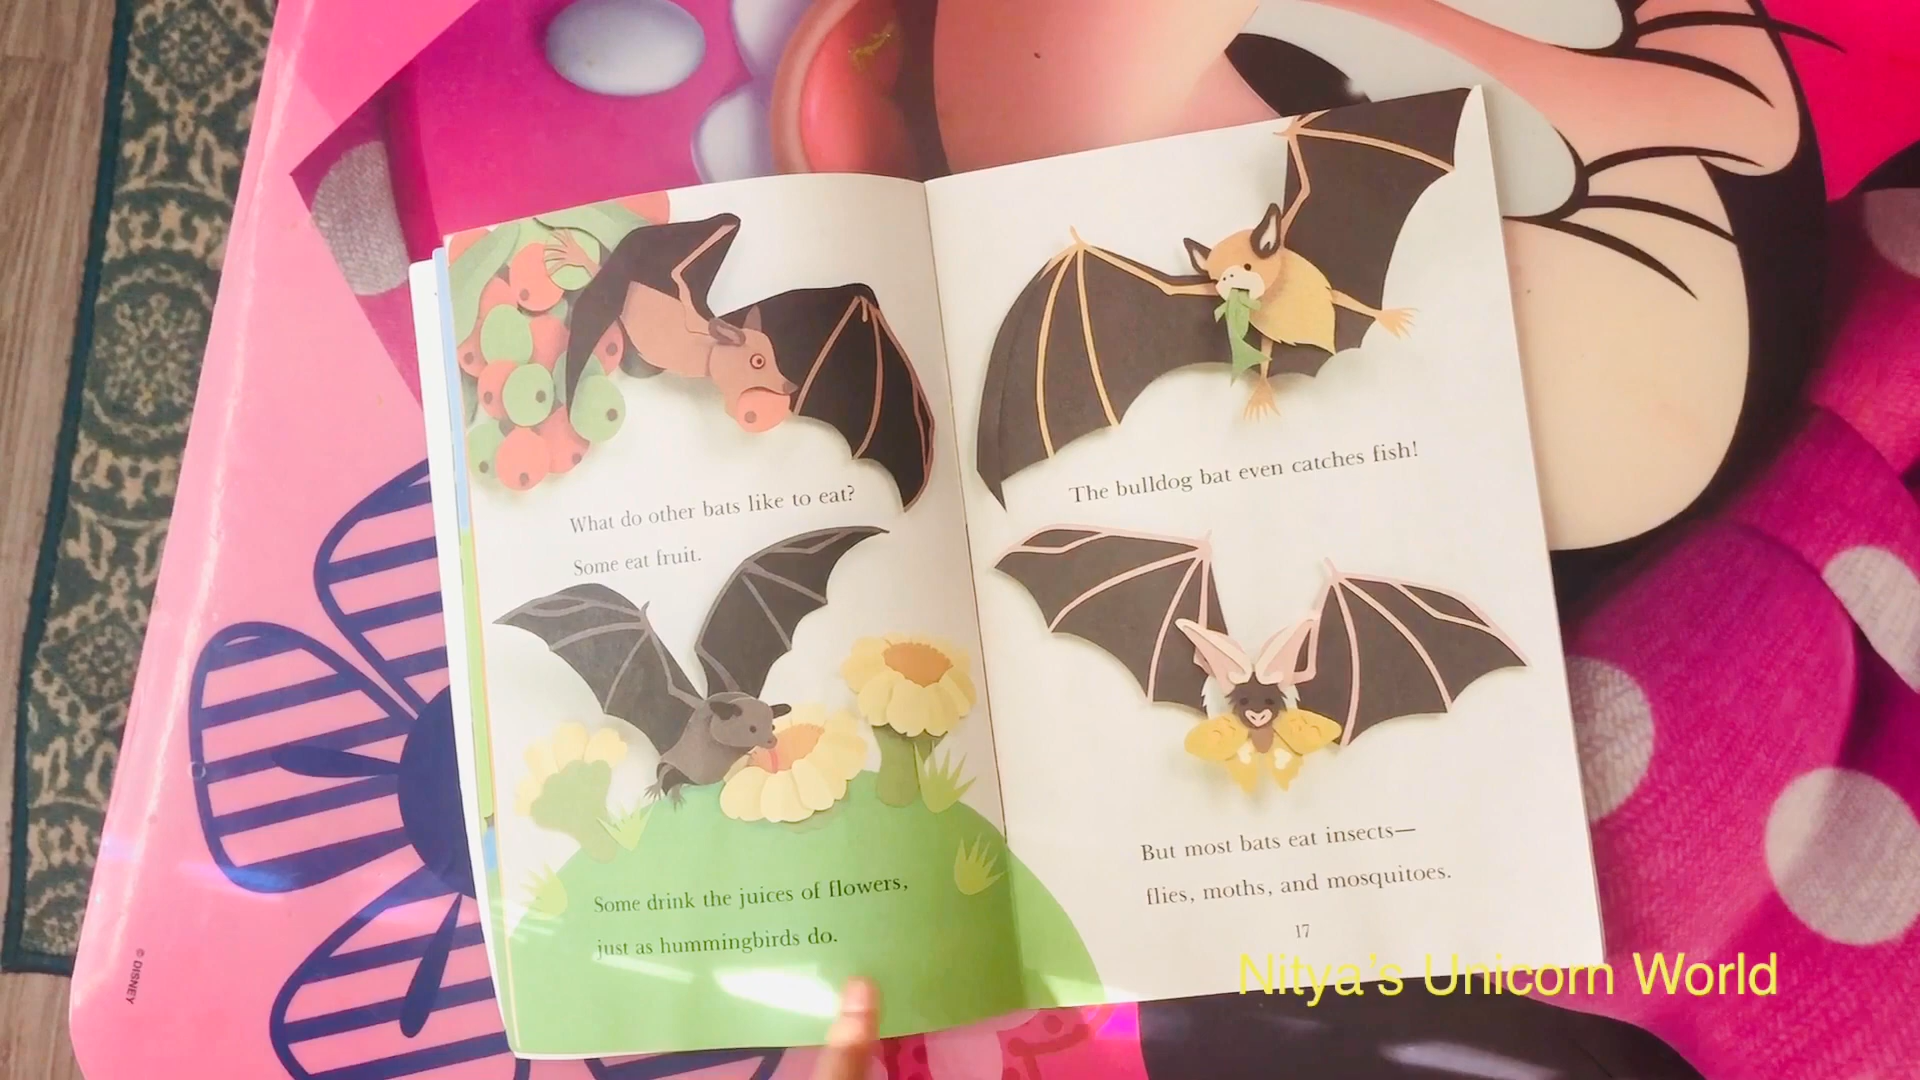 What do other bats like to eat?
Some eat fruit.
Some drink the juices of flowers,
just as hummingbirds do.
The bulldog bat even catches fish!
But most bats eat insects—
flies, moths, and mosquitoes.
17
Nitya's Unicorn World
© DISNEY